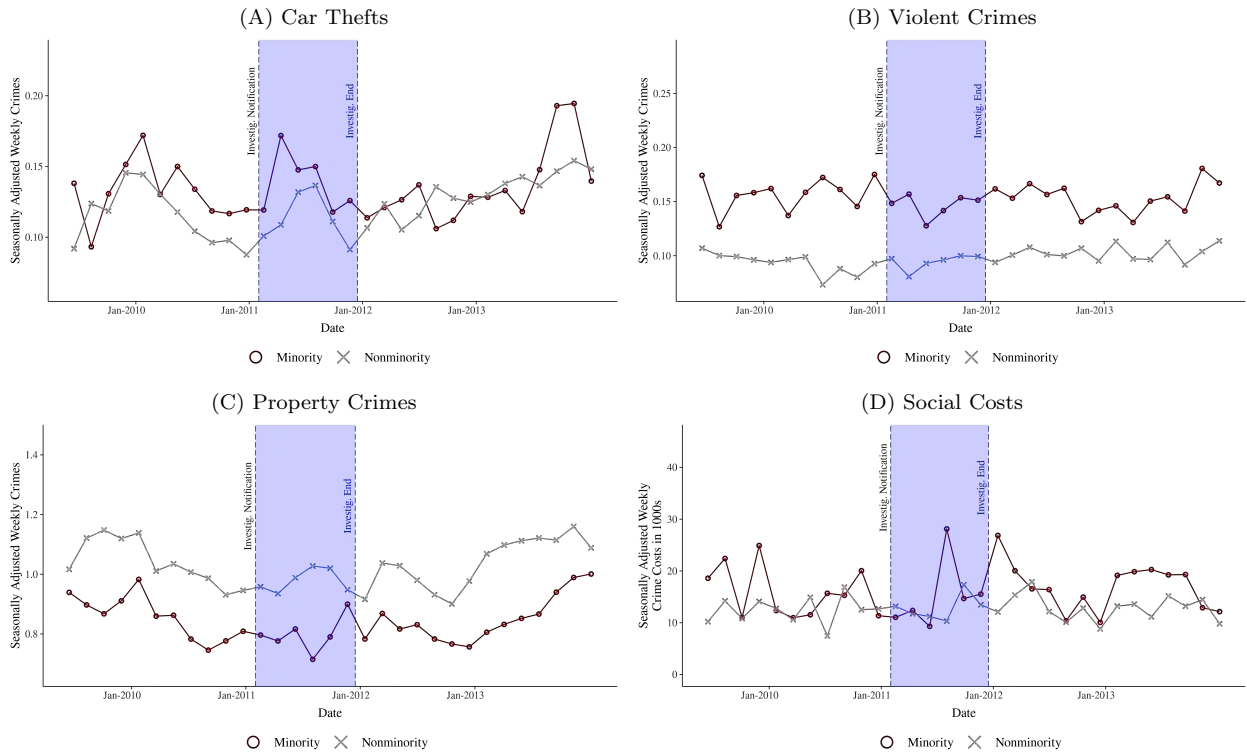 (A) Car Thefts
Seasonally Adjusted Weekly Crimes
0.20
0.15
0.10
Investig. Notification
Investig. End
Jan-2010
Jan-2011
Jan-2012
Jan-2013
Date
Minority
Nonminority
(B) Violent Crimes
Seasonally Adjusted Weekly Crimes
0.25
0.20
0.15
0.10
Investig. Notification
Investig. End
Jan-2010
Jan-2011
Jan-2012
Jan-2013
Date
Minority
Nonminority
(C) Property Crimes
Seasonally Adjusted Weekly Crimes
1.4
1.2
1.0
0.8
Investig. Notification
Investig. End
Jan-2010
Jan-2011
Jan-2012
Jan-2013
Date
Minority
Nonminority
(D) Social Costs
Seasonally Adjusted Weekly
Crime Costs in 1000s
40
30
20
10
0
Investig. Notification
Investig. End
Jan-2010
Jan-2011
Jan-2012
Jan-2013
Date
Minority
Nonminority